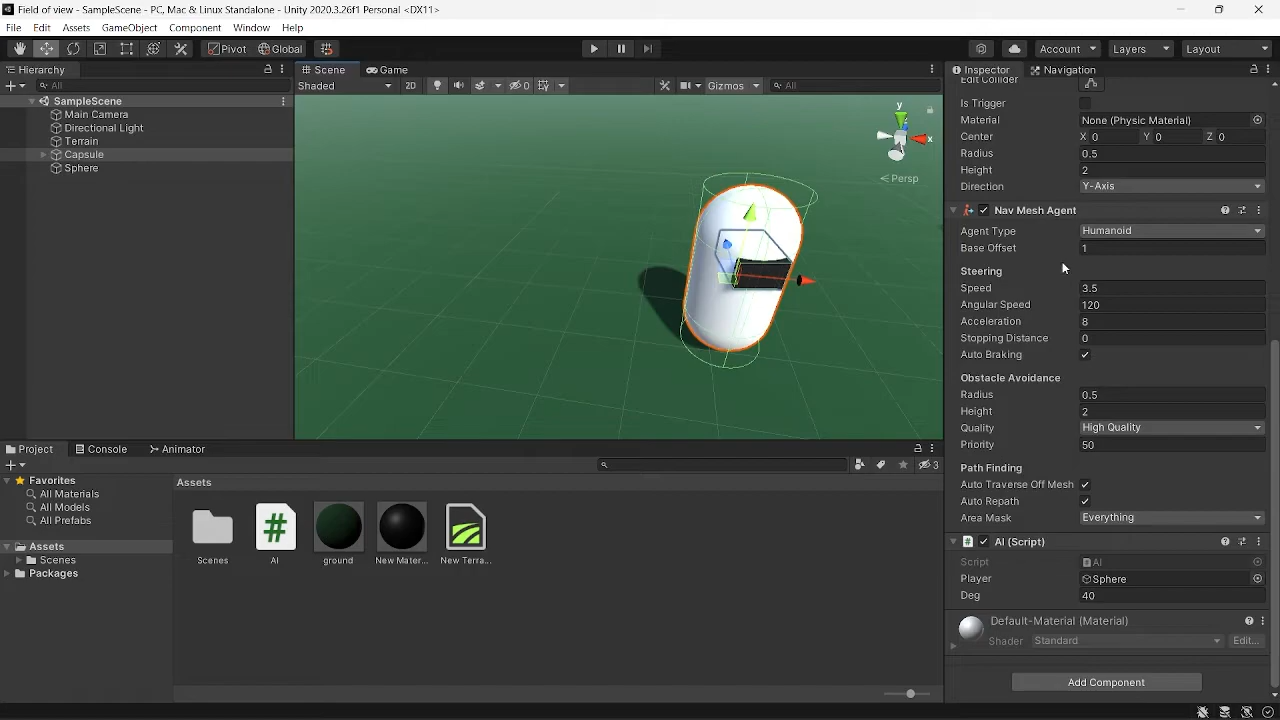 Field of view - SampleScene - PC, Mac & Linux Standalone - Unity 2020.3.26f1 Personal <DX11>
File Edit Assets GameObject Component Window Help
Pivot Global Account Layers Layout
Hierarchy
All
SampleScene
Main Camera
Directional Light
Terrain
Capsule
Sphere
Scene Game
Shaded 2D 0 Gizmos All
y
x
Persp
Inspector Navigation
Edit Collider
Is Trigger
Material None (Physic Material)
Center X 0 Y 0 Z 0
Radius 0.5
Height 2
Direction Y-Axis
Nav Mesh Agent
Agent Type Humanoid
Base Offset 1
Steering
Speed 3.5
Angular Speed 120
Acceleration 8
Stopping Distance 0
Auto Braking
Obstacle Avoidance
Radius 0.5
Height 2
Quality High Quality
Priority 50
Path Finding
Auto Traverse Off Mesh
Auto Repath
Area Mask Everything
AI (Script)
Script AI
Player Sphere
Deg 40
Default-Material (Material)
Shader Standard Edit...
Add Component
Project Console Animator
3
Favorites
All Materials
All Models
All Prefabs
Assets
Scenes
Packages
Assets
Scenes AI ground New Mater... New Terra...